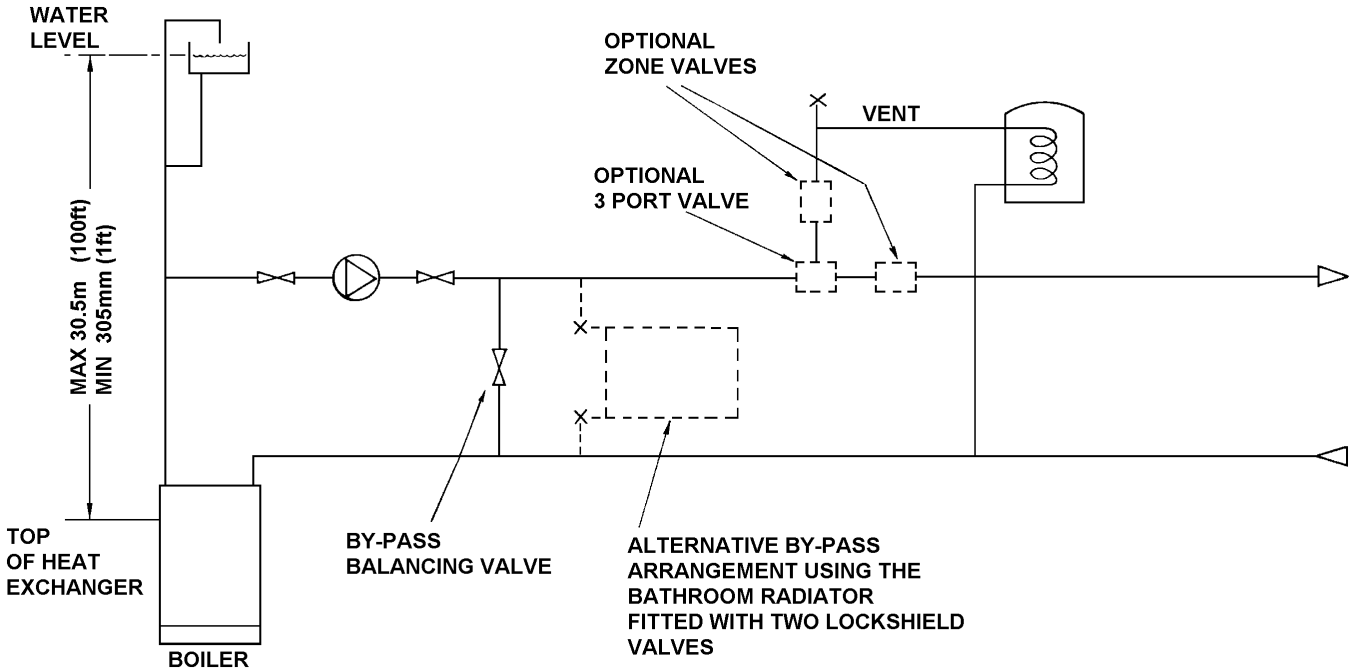 WATER
LEVEL
OPTIONAL
ZONE VALVES
VENT
OPTIONAL
3 PORT VALVE
MAX 30.5m (100ft)
MIN 305mm (1ft)
TOP
OF HEAT
EXCHANGER
BY-PASS
BALANCING VALVE
ALTERNATIVE BY-PASS
ARRANGEMENT USING THE
BATHROOM RADIATOR
FITTED WITH TWO LOCKSHIELD
VALVES
BOILER